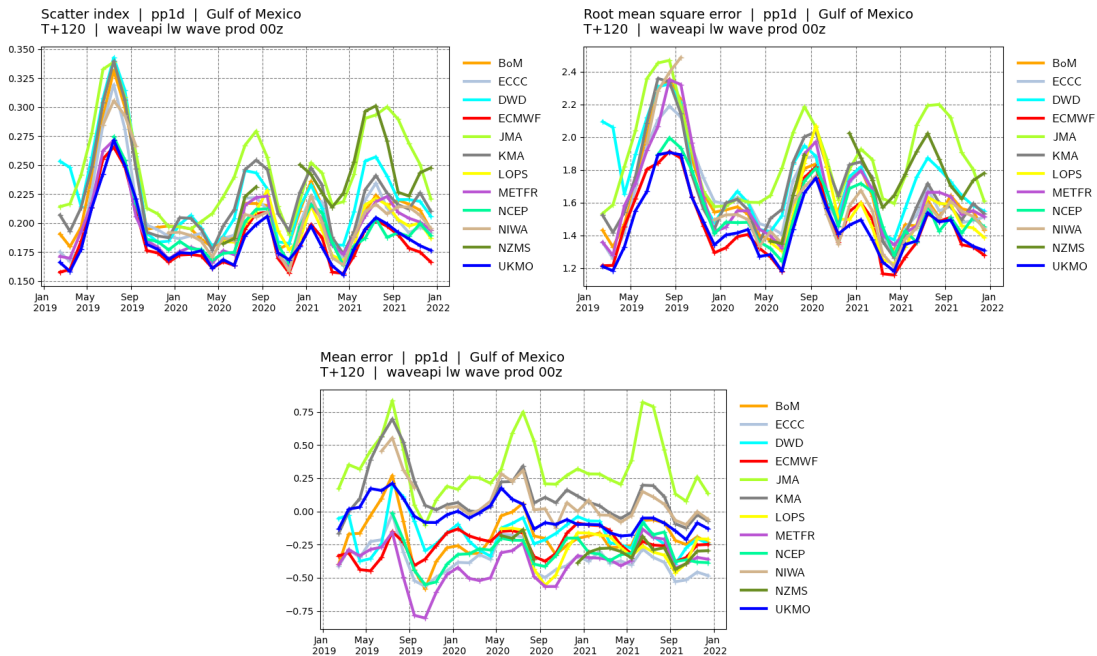 Scatter index | pp1d | Gulf of Mexico
T+120 | waveapi lw wave prod 00z
0.350
0.325
0.300
0.275
0.250
0.225
0.200
0.175
0.150
Jan 2019
May 2019
Sep 2019
Jan 2020
May 2020
Sep 2020
Jan 2021
May 2021
Sep 2021
Jan 2022
BoM
ECCC
DWD
ECMWF
JMA
KMA
LOPS
METFR
NCEP
NIWA
NZMS
UKMO
Root mean square error | pp1d | Gulf of Mexico
T+120 | waveapi lw wave prod 00z
2.4
2.2
2.0
1.8
1.6
1.4
1.2
Jan 2019
May 2019
Sep 2019
Jan 2020
May 2020
Sep 2020
Jan 2021
May 2021
Sep 2021
Jan 2022
BoM
ECCC
DWD
ECMWF
JMA
KMA
LOPS
METFR
NCEP
NIWA
NZMS
UKMO
Mean error | pp1d | Gulf of Mexico
T+120 | waveapi lw wave prod 00z
0.75
0.50
0.25
0.00
−0.25
−0.50
−0.75
Jan 2019
May 2019
Sep 2019
Jan 2020
May 2020
Sep 2020
Jan 2021
May 2021
Sep 2021
Jan 2022
BoM
ECCC
DWD
ECMWF
JMA
KMA
LOPS
METFR
NCEP
NIWA
NZMS
UKMO